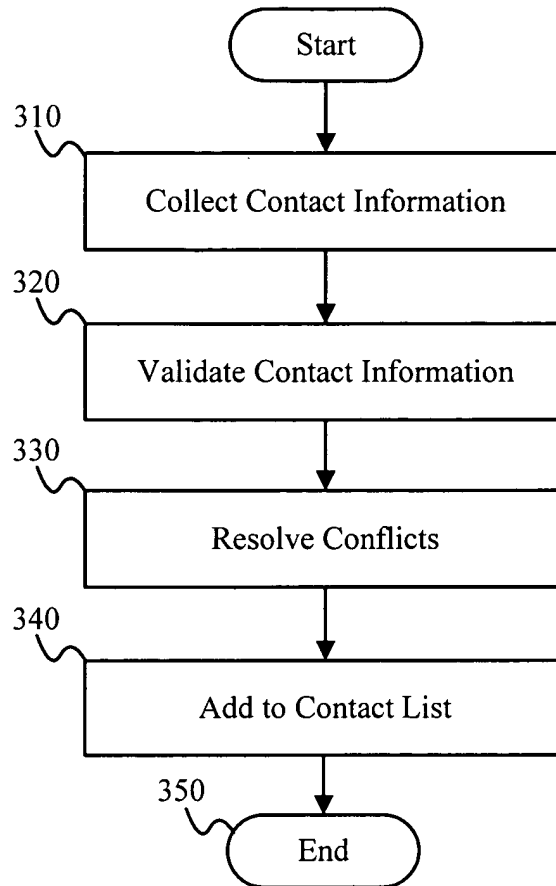 Start
310
Collect Contact Information
320
Validate Contact Information
330
Resolve Conflicts
340
Add to Contact List
350
End